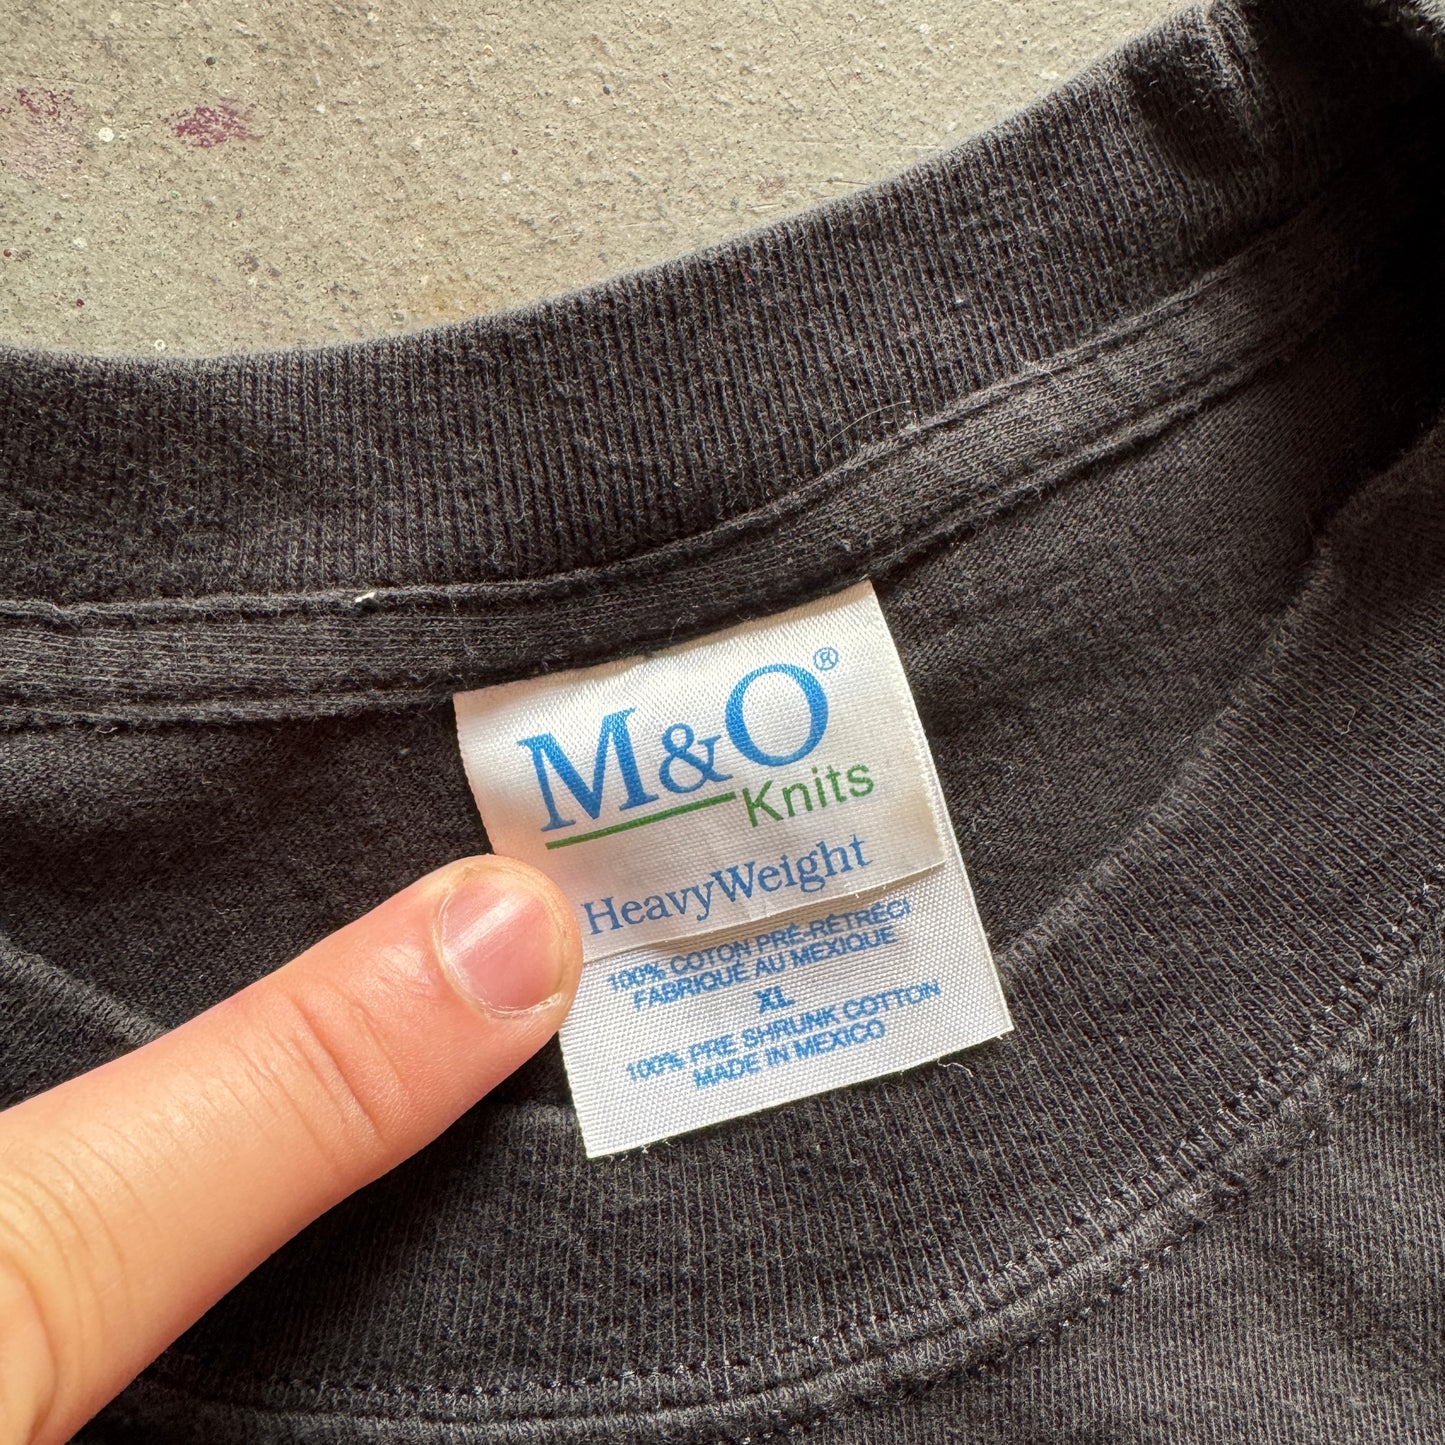 M&O®
Knits
HeavyWeight
100% COTON PRÉ-RÉTRÉCI
FABRIQUÉ AU MEXIQUE
XL
100% PRE SHRUNK COTTON
MADE IN MEXICO